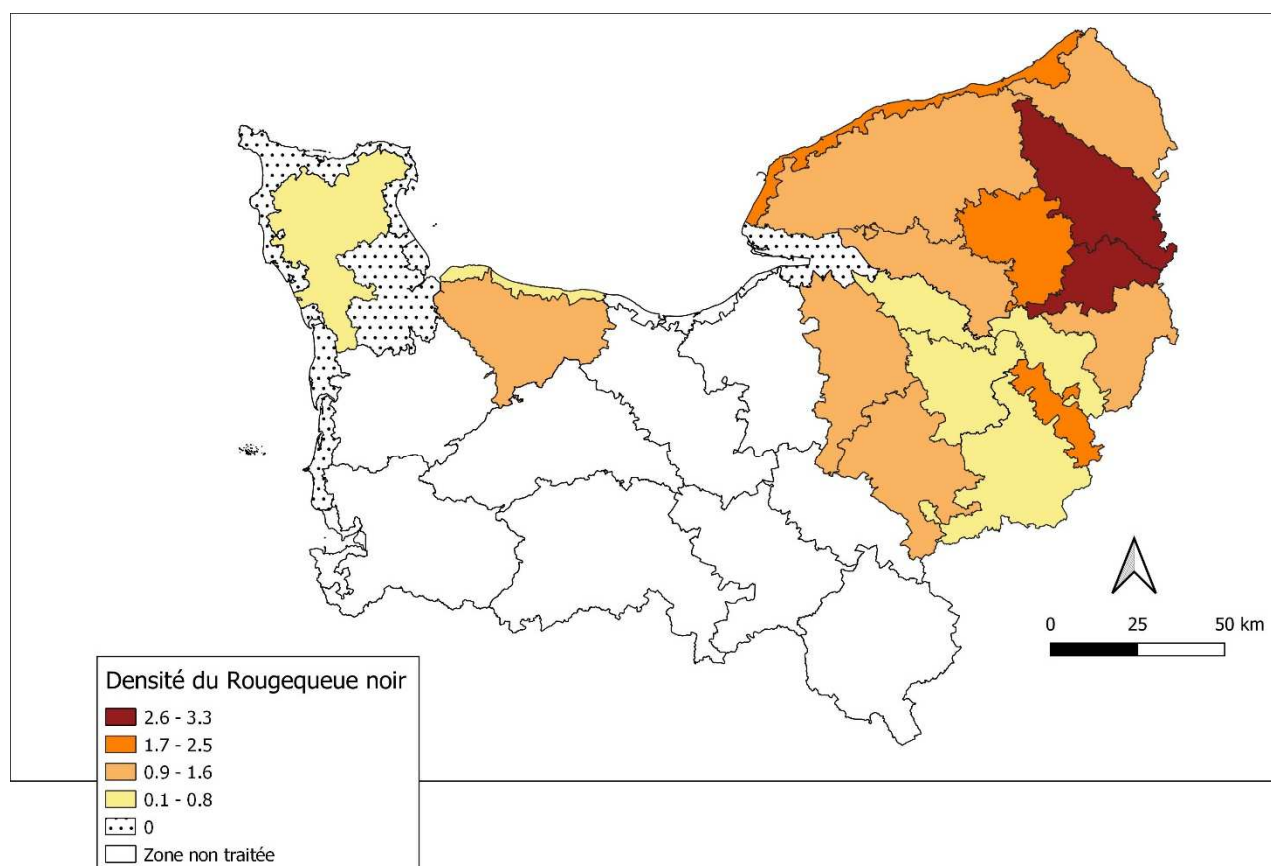 0 25 50 km
Densité du Rougequeue noir
2.6 - 3.3
1.7 - 2.5
0.9 - 1.6
0.1 - 0.8
0
Zone non traitée